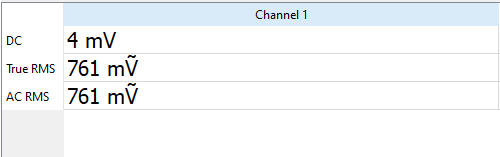 Channel 1
DC 4 mV
True RMS 761 mṼ
AC RMS 761 mṼ